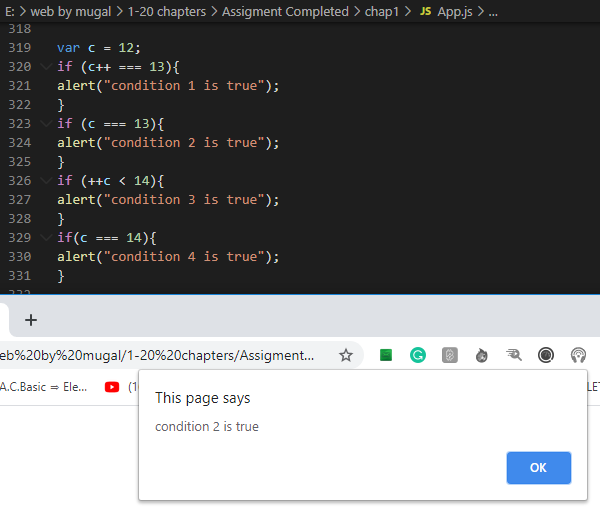 E: > web by mugal > 1-20 chapters > Assigment Completed > chap1 > JS App.js > ...
318
319 var c = 12;
320 if (c++ === 13){
321 alert("condition 1 is true");
322 }
323 if (c === 13){
324 alert("condition 2 is true");
325 }
326 if (++c < 14){
327 alert("condition 3 is true");
328 }
329 if(c === 14){
330 alert("condition 4 is true");
331 }
+
eb%20by%20mugal/1-20%20chapters/Assigment...
A.C.Basic ⇒ Ele... (1 LET
This page says
condition 2 is true
OK